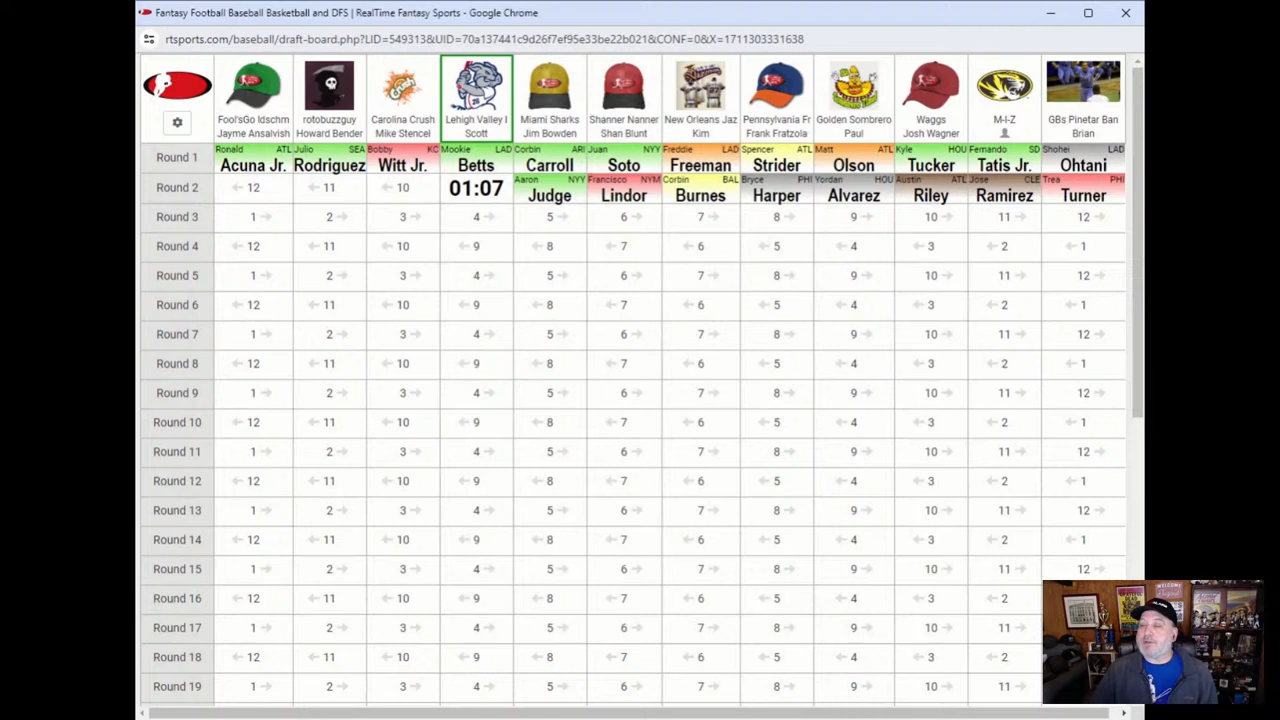 Fantasy Football Baseball Basketball and DFS | RealTime Fantasy Sports - Google Chrome
rtsports.com/baseball/draft-board.php?LID=549313&UID=70a137441c9d26f7ef95e33be22b021&CONF=0&X=1711303331638
Fool'sGo Idschm rotobuzzguy Carolina Crush Lehigh Valley I Miami Sharks Shanner Nanner New Orleans Jaz Pennsylvania Fr Golden Sombrero Waggs M-I-Z GBs Pinetar Ban
Jayme Ansalvish Howard Bender Mike Stencel Scott Jim Bowden Shan Blunt Kim Frank Fratzola Paul Josh Wagner Brian
Ronald ATL Julio SEA Bobby KC Mookie LAD Corbin ARI Juan NYY Freddie LAD Spencer ATL Matt ATL Kyle HOU Fernando SD Shohei LAD
Round 1 Acuna Jr. Rodriguez Witt Jr. Betts Carroll Soto Freeman Strider Olson Tucker Tatis Jr. Ohtani
Aaron NYY Francisco NYM Corbin BAL Bryce PHI Yordan HOU Austin ATL Jose CLE Trea PHI
Round 2 12 11 10 01:07 Judge Lindor Burnes Harper Alvarez Riley Ramirez Turner
Round 3 1 2 3 4 5 6 7 8 9 10 11 12
Round 4 12 11 10 9 8 7 6 5 4 3 2 1
Round 5 1 2 3 4 5 6 7 8 9 10 11 12
Round 6 12 11 10 9 8 7 6 5 4 3 2 1
Round 7 1 2 3 4 5 6 7 8 9 10 11 12
Round 8 12 11 10 9 8 7 6 5 4 3 2 1
Round 9 1 2 3 4 5 6 7 8 9 10 11 12
Round 10 12 11 10 9 8 7 6 5 4 3 2 1
Round 11 1 2 3 4 5 6 7 8 9 10 11 12
Round 12 12 11 10 9 8 7 6 5 4 3 2 1
Round 13 1 2 3 4 5 6 7 8 9 10 11 12
Round 14 12 11 10 9 8 7 6 5 4 3 2 1
Round 15 1 2 3 4 5 6 7 8 9 10 11 12
Round 16 12 11 10 9 8 7 6 5 4 3 2
Round 17 1 2 3 4 5 6 7 8 9 10 11
Round 18 12 11 10 9 8 7 6 5 4 3 2
Round 19 1 2 3 4 5 6 7 8 9 10 11